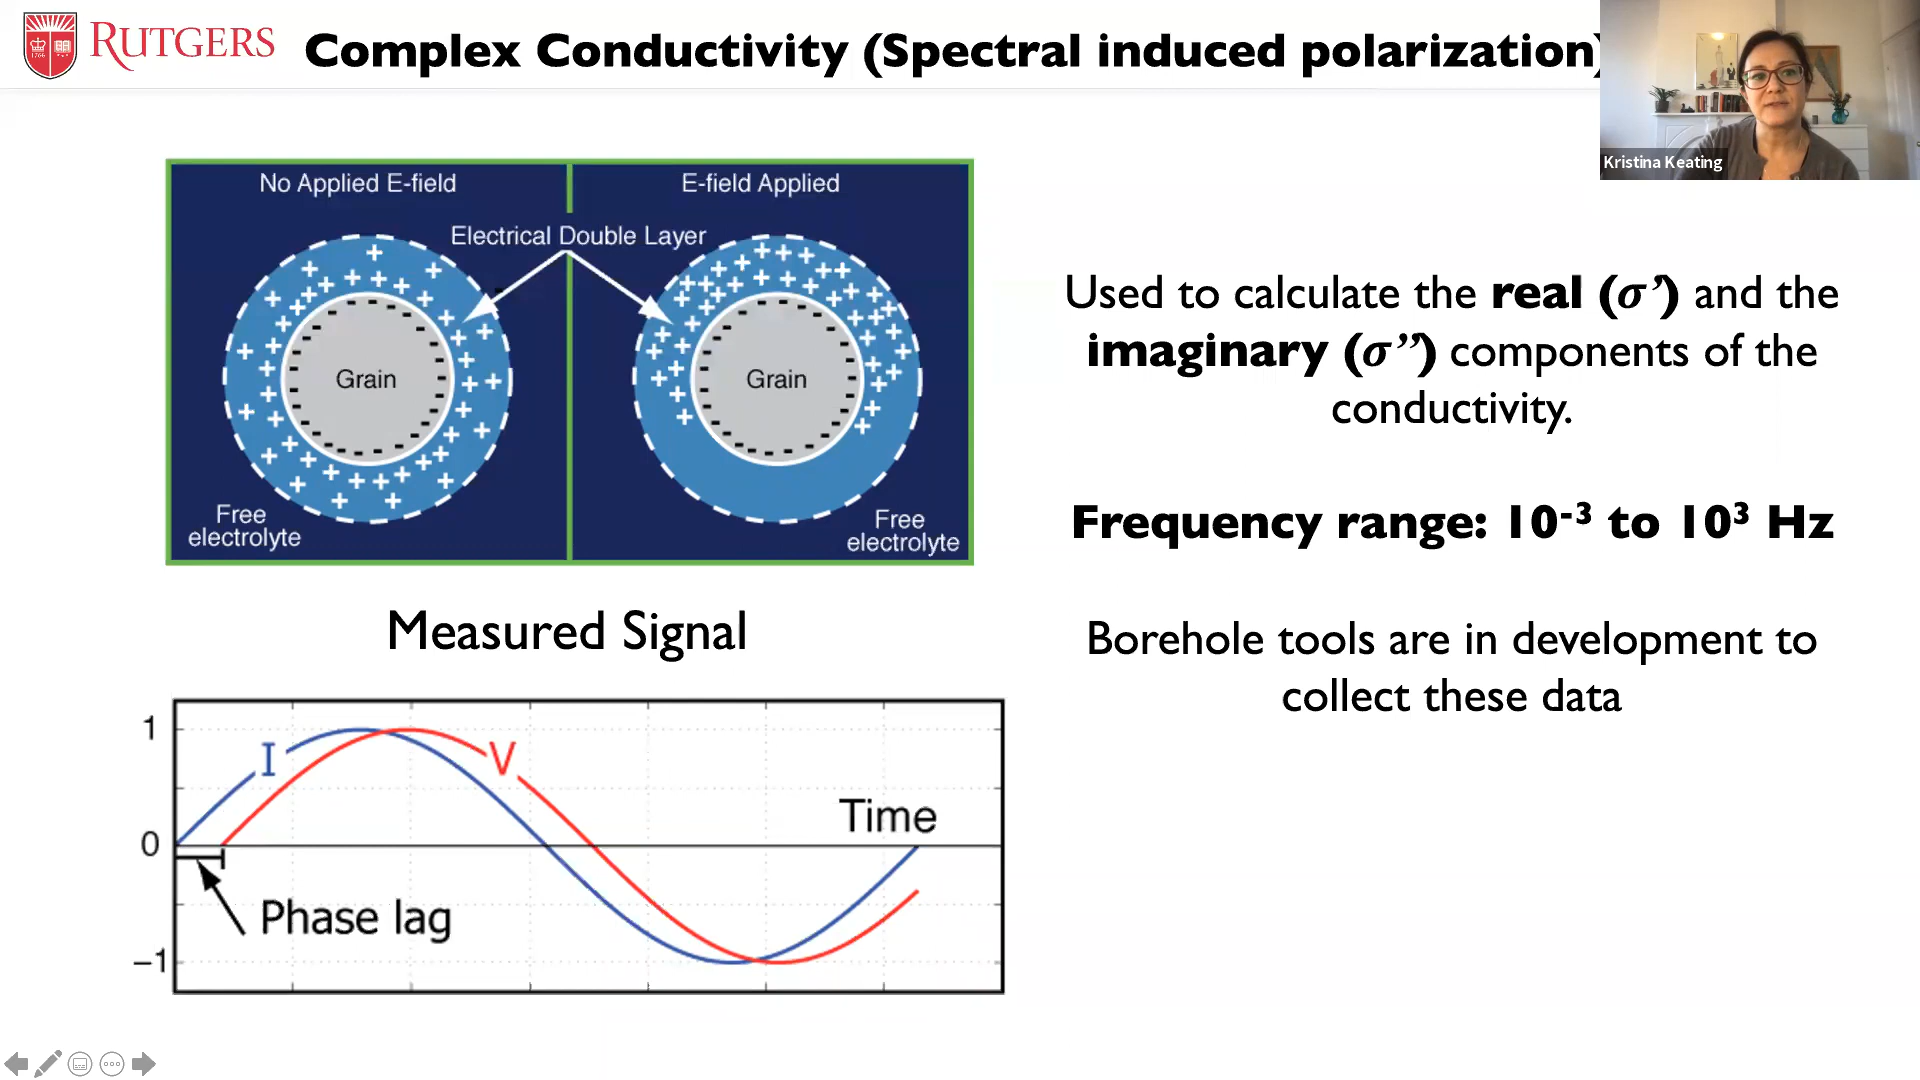 RUTGERS
Complex Conductivity (Spectral induced polarization)
Kristina Keating
No Applied E-field
E-field Applied
Electrical Double Layer
Grain
Grain
Free
electrolyte
Free
electrolyte
Used to calculate the real (σ’) and the
imaginary (σ’’) components of the
conductivity.
Frequency range: 10⁻³ to 10³ Hz
Borehole tools are in development to
collect these data
Measured Signal
1
I
V
Time
0
Phase lag
−1